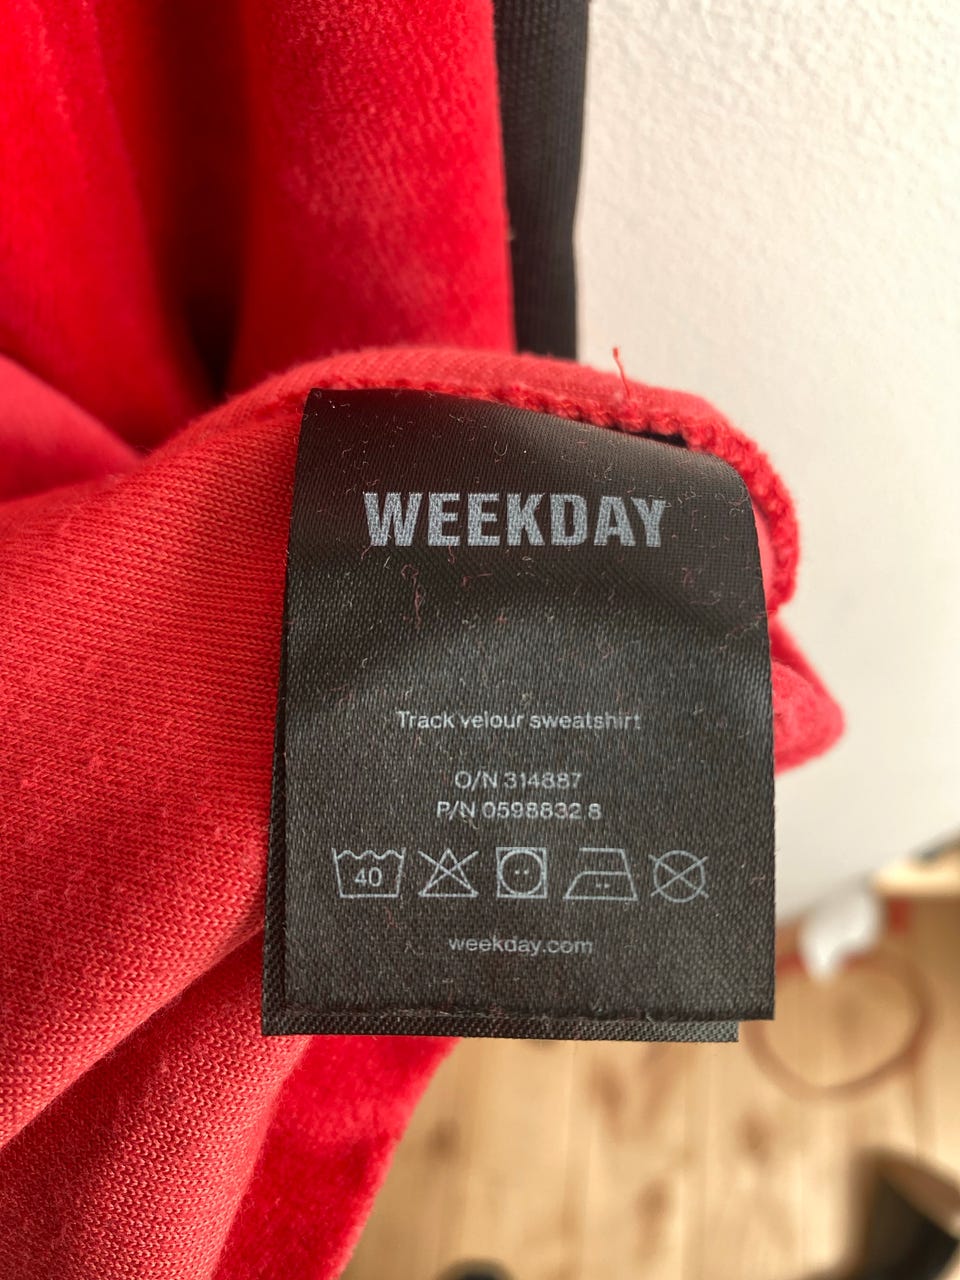 WEEKDAY
Track velour sweatshirt
O/N 314887
P/N 0598832 8
40
weekday.com